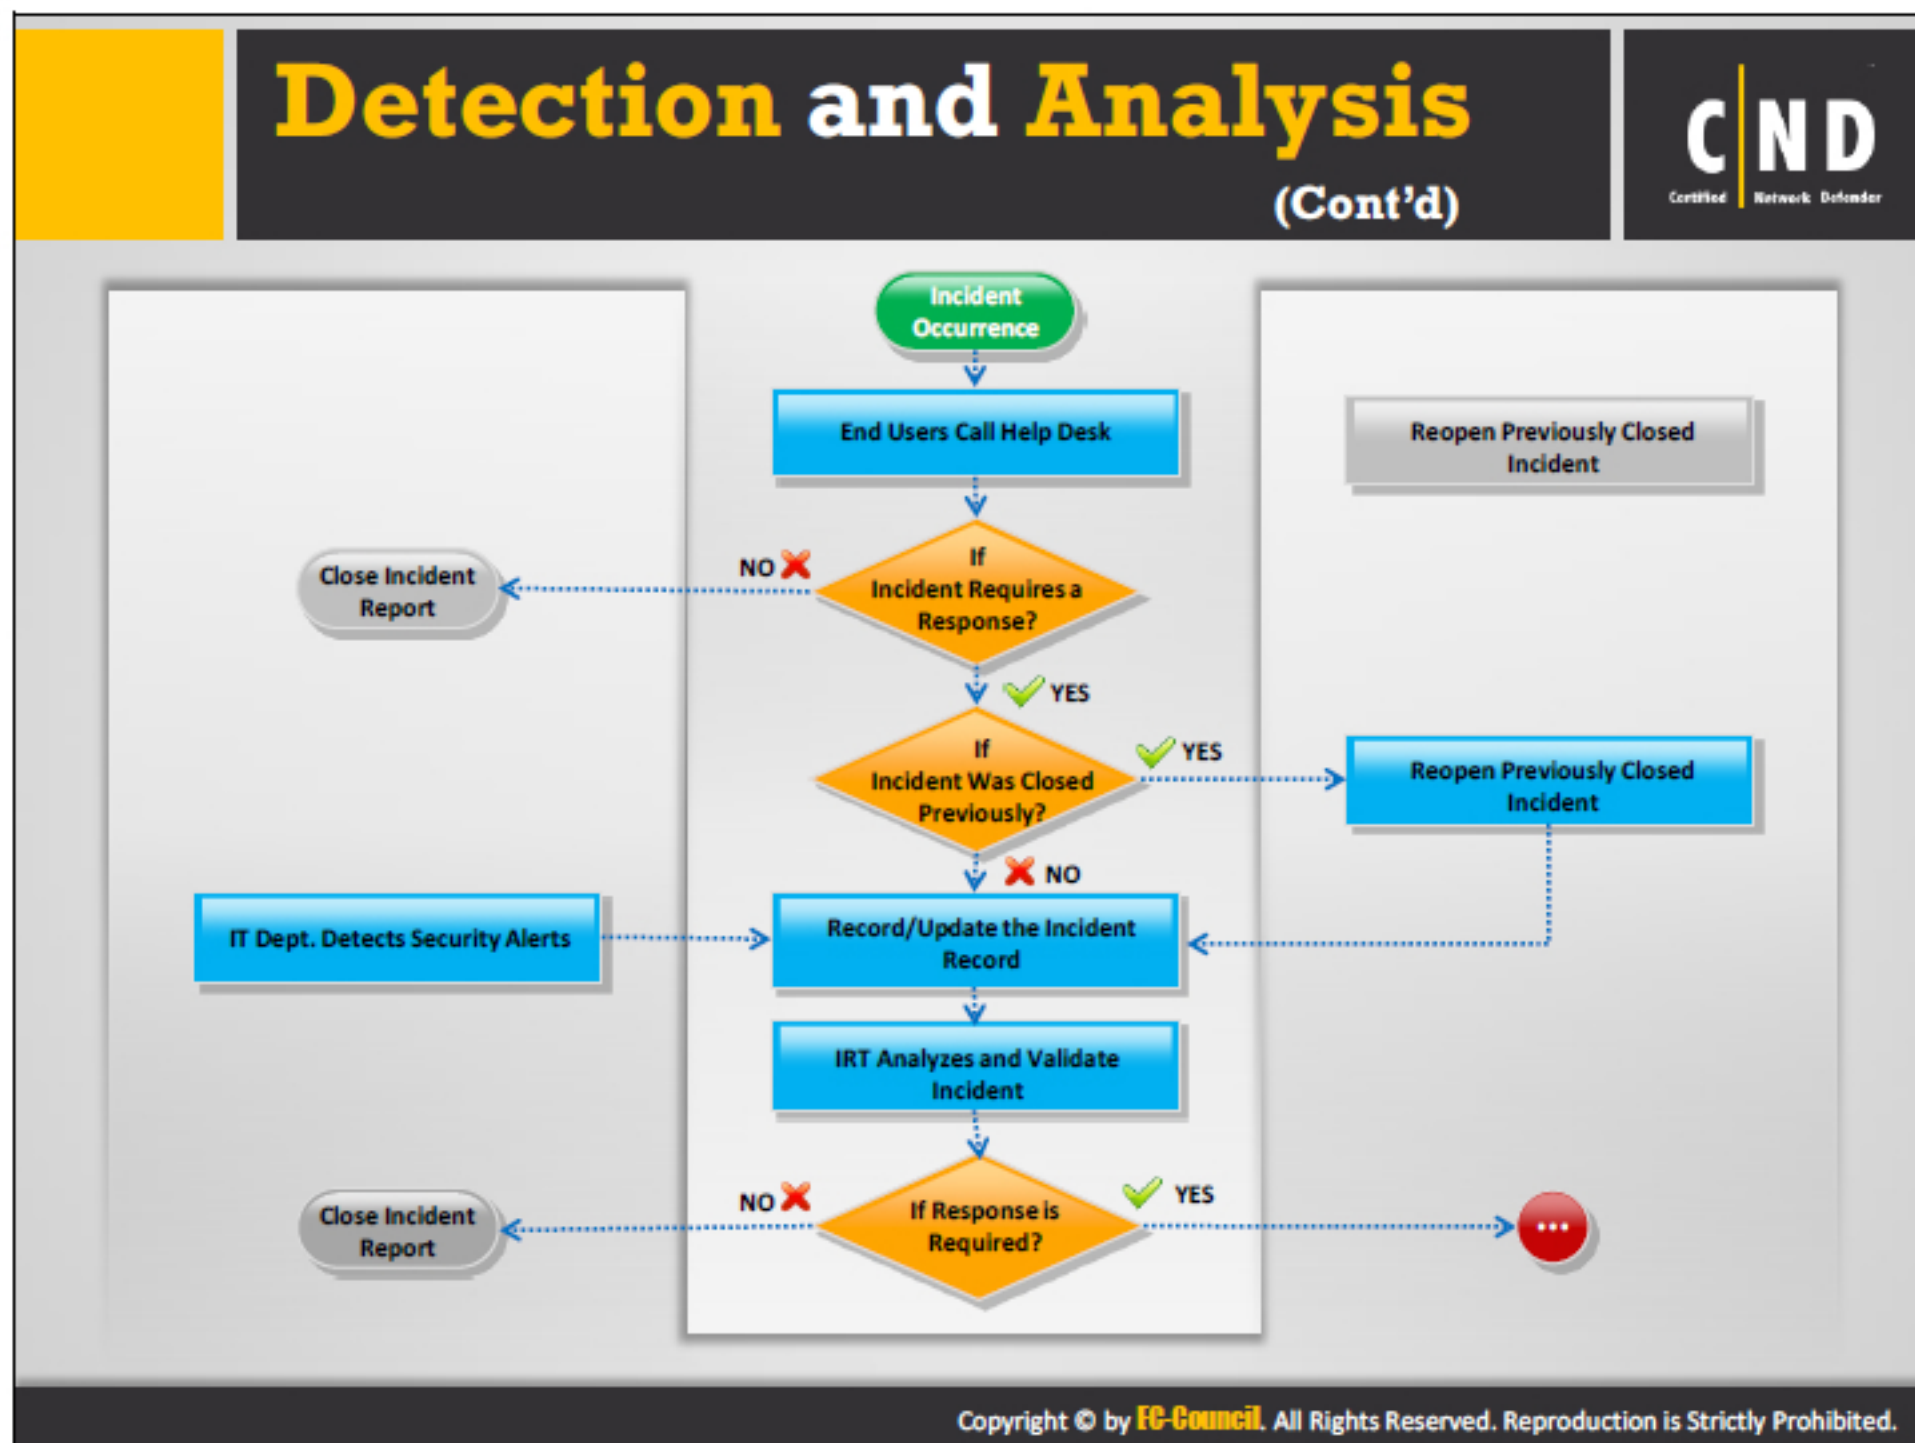 Detection and Analysis
(Cont'd)
C|ND
Certified Network Defender
Incident
Occurrence
End Users Call Help Desk
Reopen Previously Closed
Incident
If
Incident Requires a
Response?
NO
Close Incident
Report
YES
If
Incident Was Closed
Previously?
YES
Reopen Previously Closed
Incident
NO
IT Dept. Detects Security Alerts
Record/Update the Incident
Record
IRT Analyzes and Validate
Incident
If Response is
Required?
NO
Close Incident
Report
YES
...
Copyright © by EC-Council. All Rights Reserved. Reproduction is Strictly Prohibited.